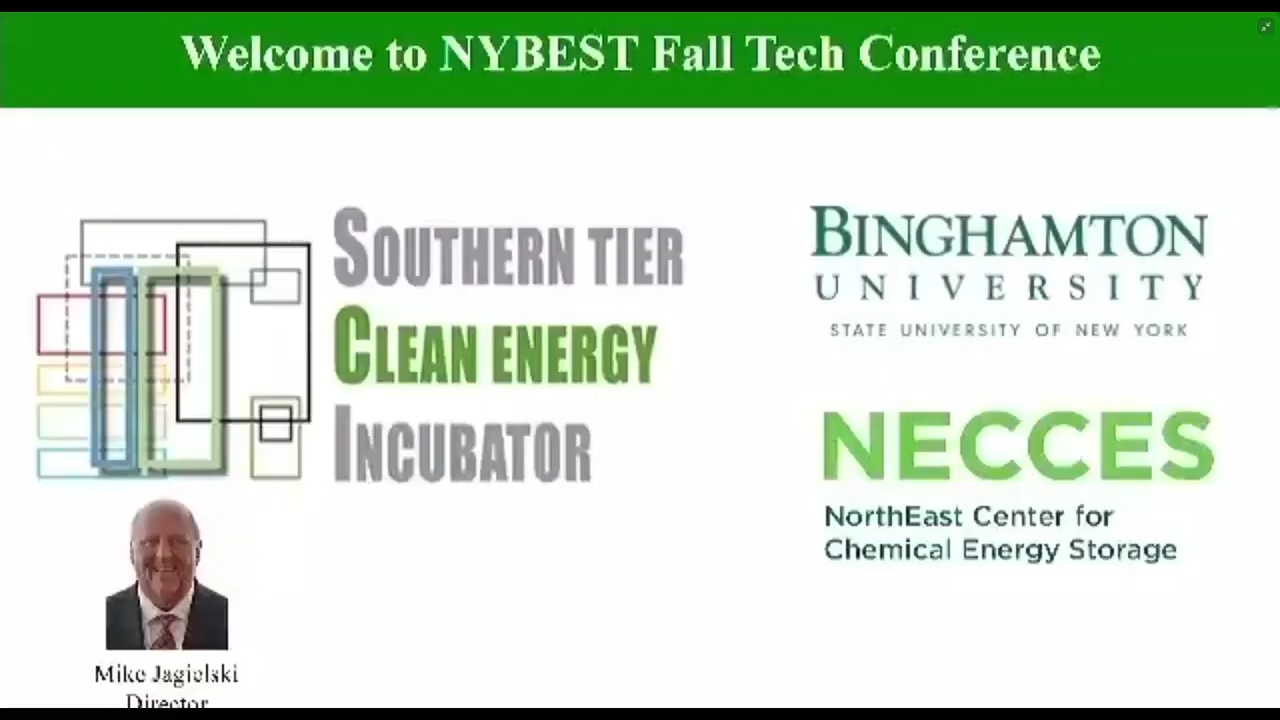 Welcome to NYBEST Fall Tech Conference
SOUTHERN TIER
CLEAN ENERGY
INCUBATOR
BINGHAMTON
UNIVERSITY
STATE UNIVERSITY OF NEW YORK
NECCES
NorthEast Center for
Chemical Energy Storage
Mike Jagielski
Director